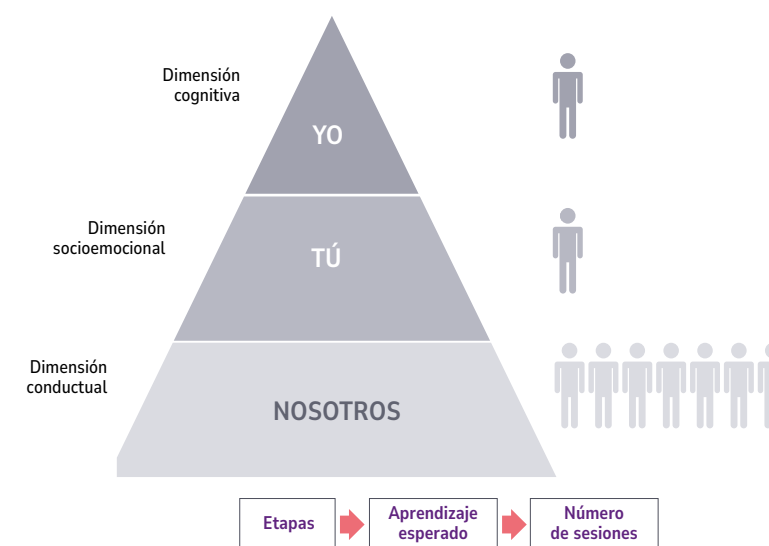 Dimensión
cognitiva
YO
Dimensión
socioemocional
TÚ
Dimensión
conductual
NOSOTROS
Etapas
Aprendizaje
esperado
Número
de sesiones